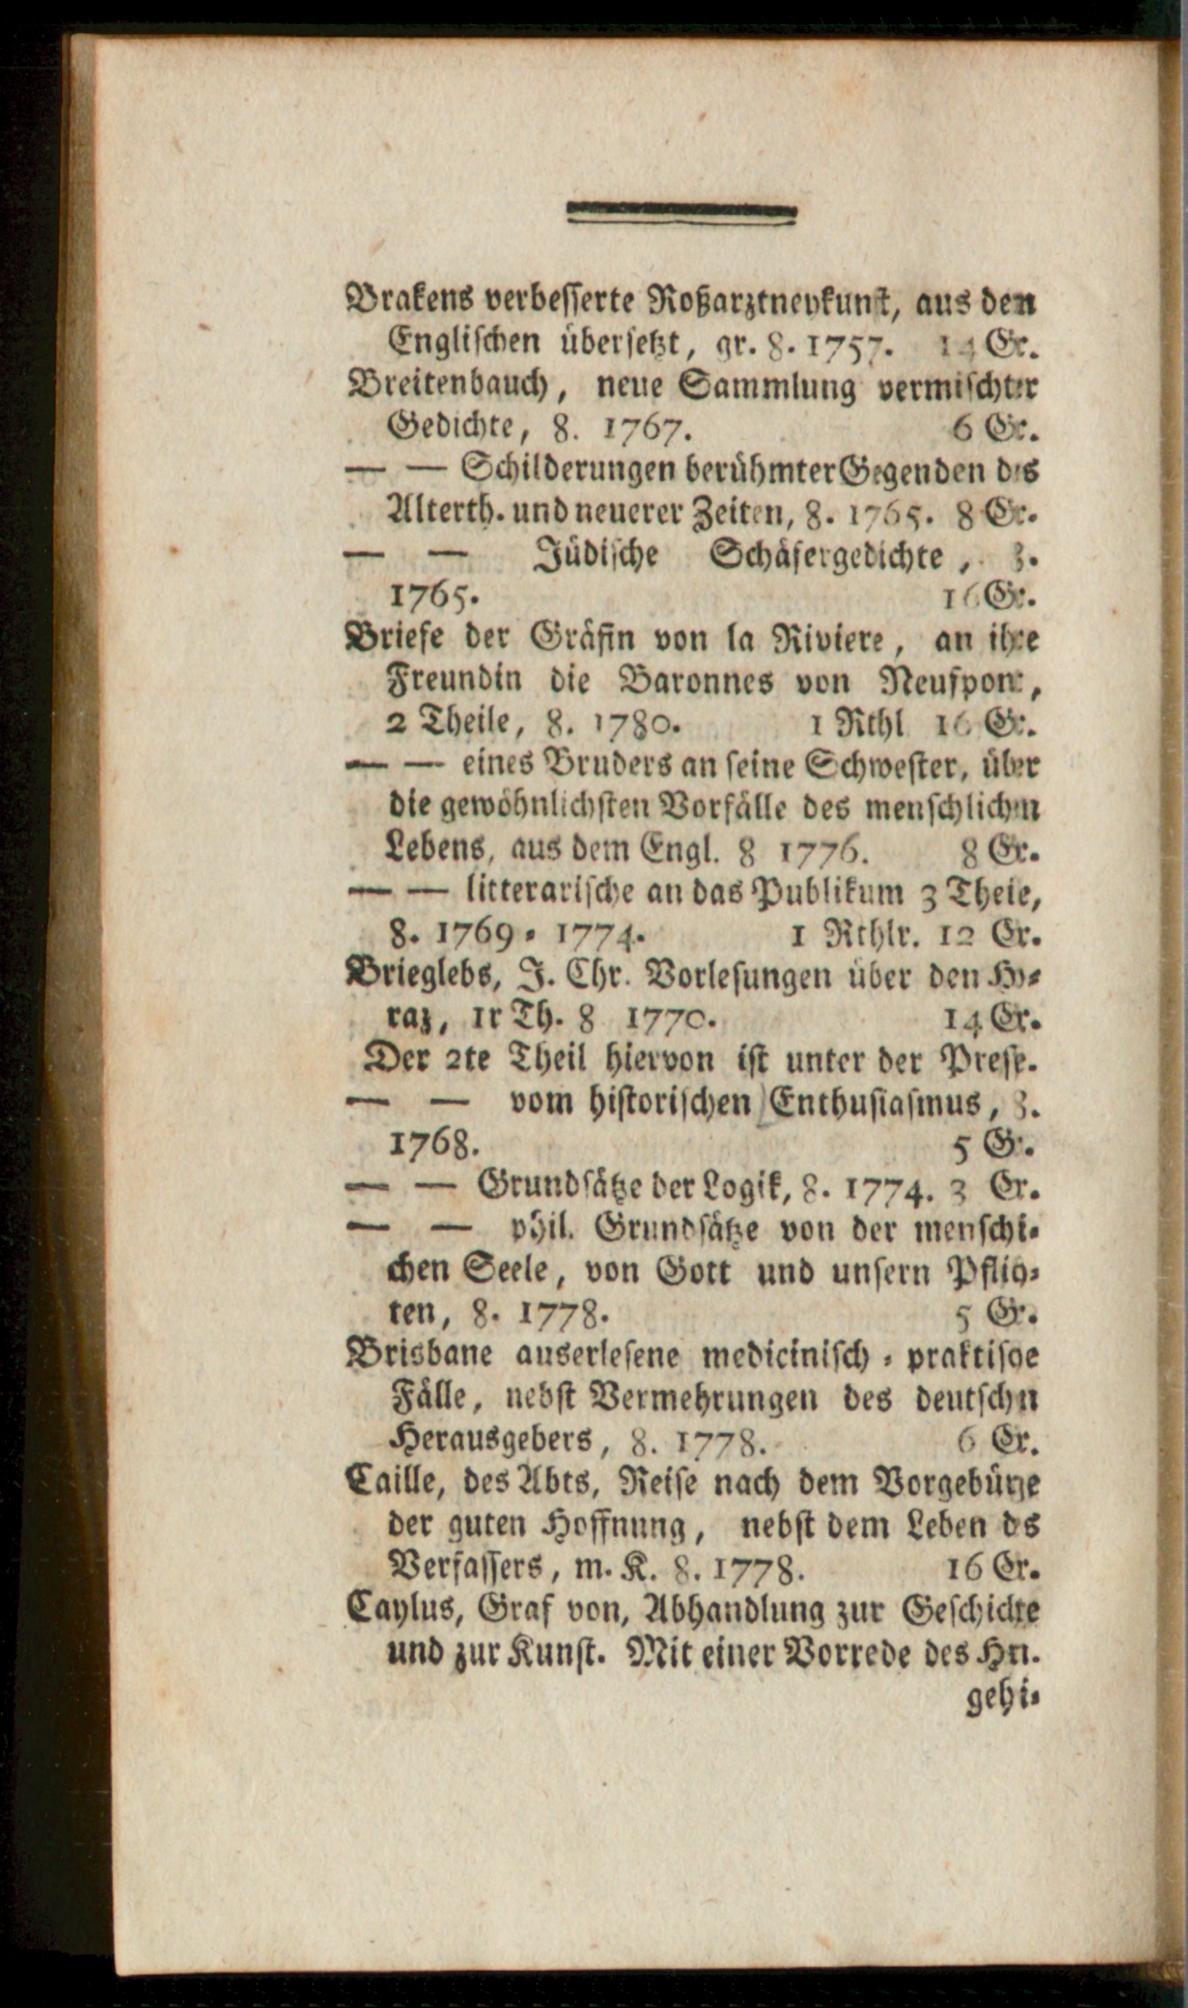 Brakens verbesserte Roßarztneykunst, aus den
Englischen übersetzt, gr. 8. 1757. 14 Gr.
Breitenbauch, neue Sammlung vermischter
Gedichte, 8. 1767. 6 Gr.
— — Schilderungen berühmter Gegenden des
Alterth. und neuerer Zeiten, 8. 1765. 8 Gr.
— — Jüdische Schäfergedichte, 8.
1765. 16 Gr.
Briefe der Gräfin von la Riviere, an ihre
Freundin die Baronnes von Neufpont,
2 Theile, 8. 1780. 1 Rthl 16 Gr.
— — eines Bruders an seine Schwester, über
die gewöhnlichsten Vorfälle des menschlichen
Lebens, aus dem Engl. 8 1776. 8 Gr.
— — litterarische an das Publikum 3 Theie,
8. 1769 = 1774. 1 Rthlr. 12 Gr.
Brieglebs, J. Chr. Vorlesungen über den Ho=
raz, 1r Th. 8 1770. 14 Gr.
Der 2te Theil hiervon ist unter der Presse.
— — vom historischen Enthusiasmus, 8.
1768. 5 Gr.
— — Grundsätze der Logik, 8. 1774. 3 Gr.
— — phil. Grundsätze von der menschi=
chen Seele, von Gott und unsern Pflich=
ten, 8. 1778. 5 Gr.
Brisbane auserlesene medicinisch = praktische
Fälle, nebst Vermehrungen des deutschen
Herausgebers, 8. 1778. 6 Gr.
Caille, des Abts, Reise nach dem Vorgebürge
der guten Hoffnung, nebst dem Leben des
Verfassers, m. K. 8. 1778. 16 Gr.
Caylus, Graf von, Abhandlung zur Geschichte
und zur Kunst. Mit einer Vorrede des Hrn.
gehi=